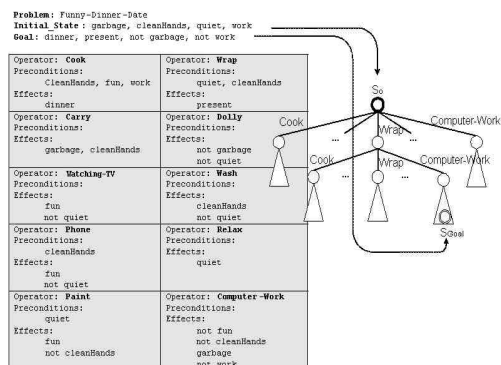 Problem: Funny-Dinner-Date
Initial_State: garbage, cleanHands, quiet, work
Goal: dinner, present, not garbage, not work
Operator: Cook
Preconditions:
CleanHands, fun, work
Effects:
dinner
Operator: Wrap
Preconditions:
quiet, cleanHands
Effects:
present
Operator: Carry
Preconditions:
Effects:
garbage, cleanHands
Operator: Dolly
Preconditions:
Effects:
not garbage
not quiet
Operator: Watching-TV
Preconditions:
Effects:
fun
not quiet
Operator: Wash
Preconditions:
Effects:
cleanHands
not quiet
Operator: Phone
Preconditions:
cleanHands
Effects:
fun
not quiet
Operator: Relax
Preconditions:
Effects:
quiet
Operator: Paint
Preconditions:
quiet
Effects:
fun
not cleanHands
Operator: Computer-Work
Preconditions:
Effects:
not fun
not cleanHands
garbage
not work
So
Cook
...
Wrap
...
Computer-Work
Cook
...
Wrap
...
Computer-Work
SGoal